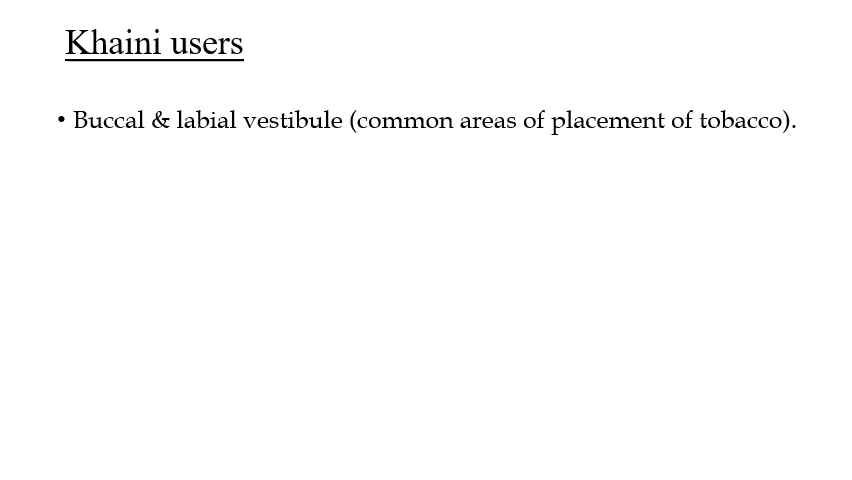 Khaini users
• Buccal & labial vestibule (common areas of placement of tobacco).